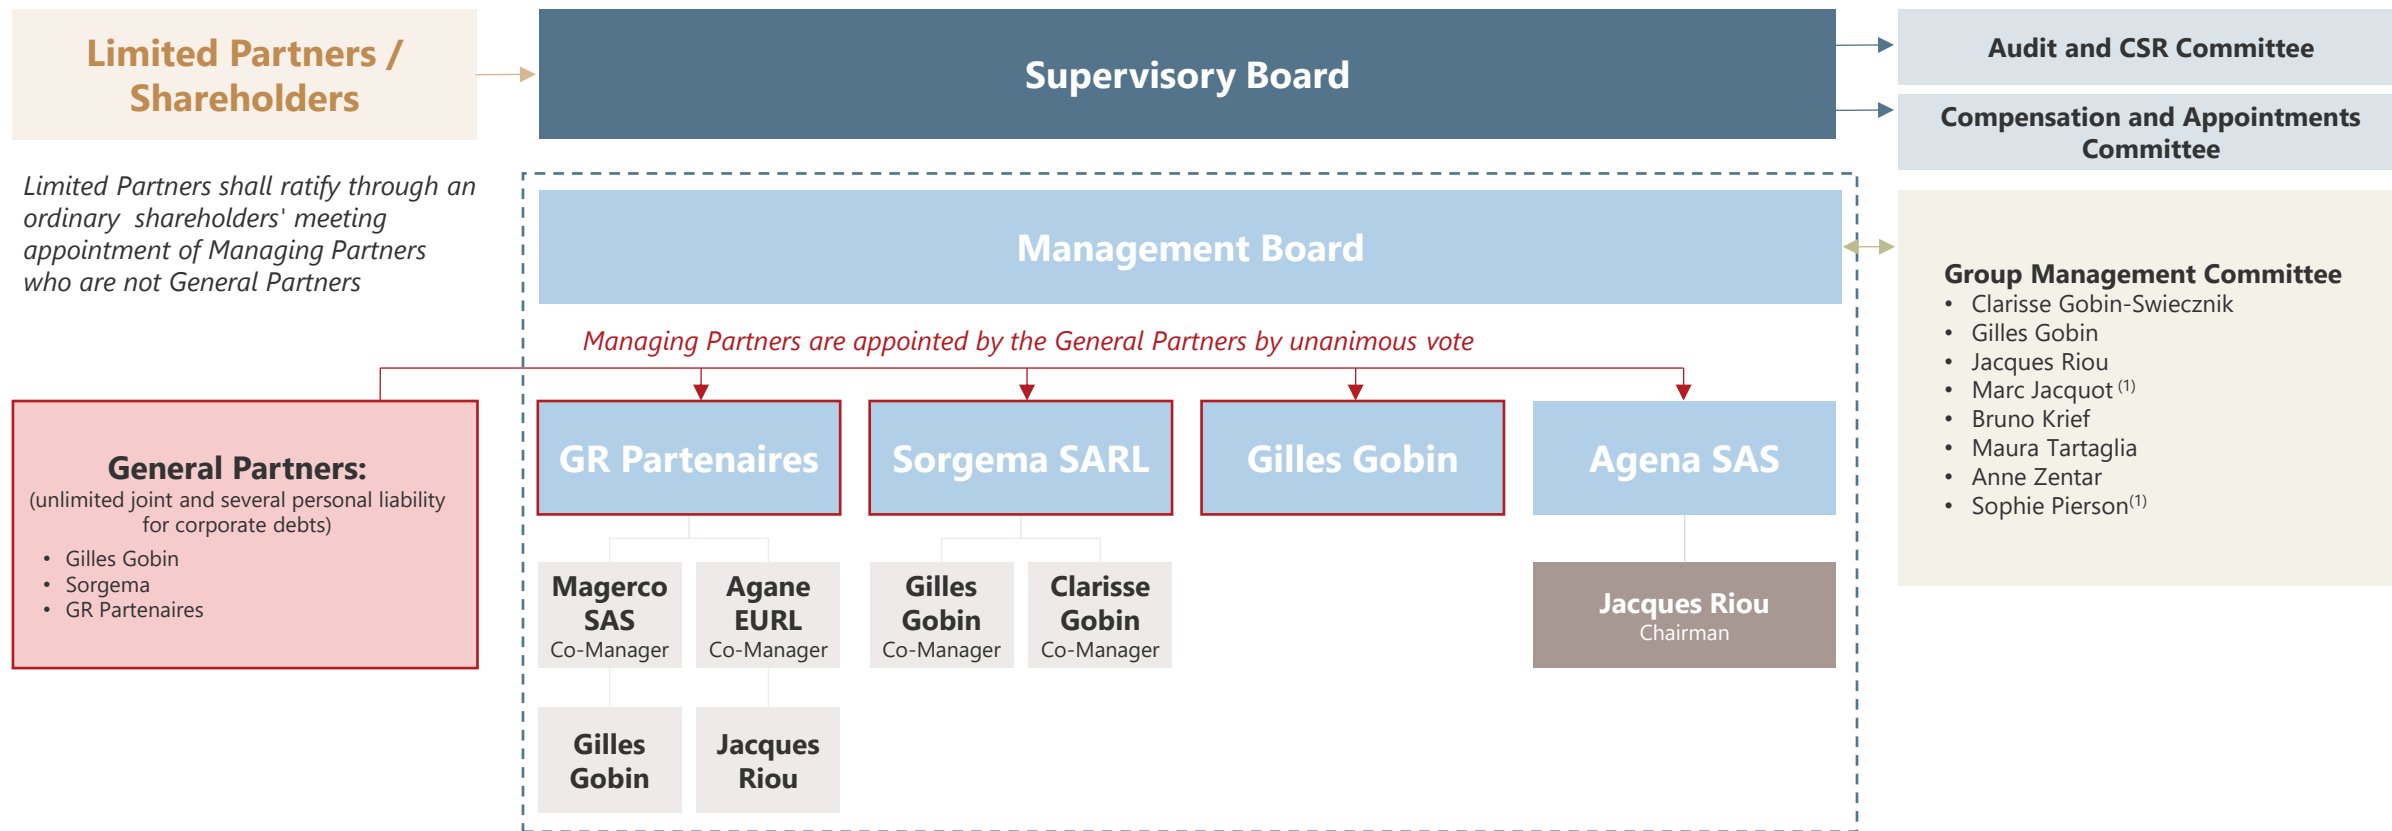 Limited Partners /
Shareholders
Supervisory Board
Audit and CSR Committee
Compensation and Appointments
Committee
Limited Partners shall ratify through an
ordinary shareholders' meeting
appointment of Managing Partners
who are not General Partners
Management Board
Group Management Committee
• Clarisse Gobin-Swiecznik
• Gilles Gobin
• Jacques Riou
• Marc Jacquot (1)
• Bruno Krief
• Maura Tartaglia
• Anne Zentar
• Sophie Pierson(1)
Managing Partners are appointed by the General Partners by unanimous vote
General Partners:
(unlimited joint and several personal liability
for corporate debts)
• Gilles Gobin
• Sorgema
• GR Partenaires
GR Partenaires
Sorgema SARL
Gilles Gobin
Agena SAS
Magerco
SAS
Co-Manager
Agane
EURL
Co-Manager
Gilles
Gobin
Co-Manager
Clarisse
Gobin
Co-Manager
Jacques Riou
Chairman
Gilles
Gobin
Jacques
Riou